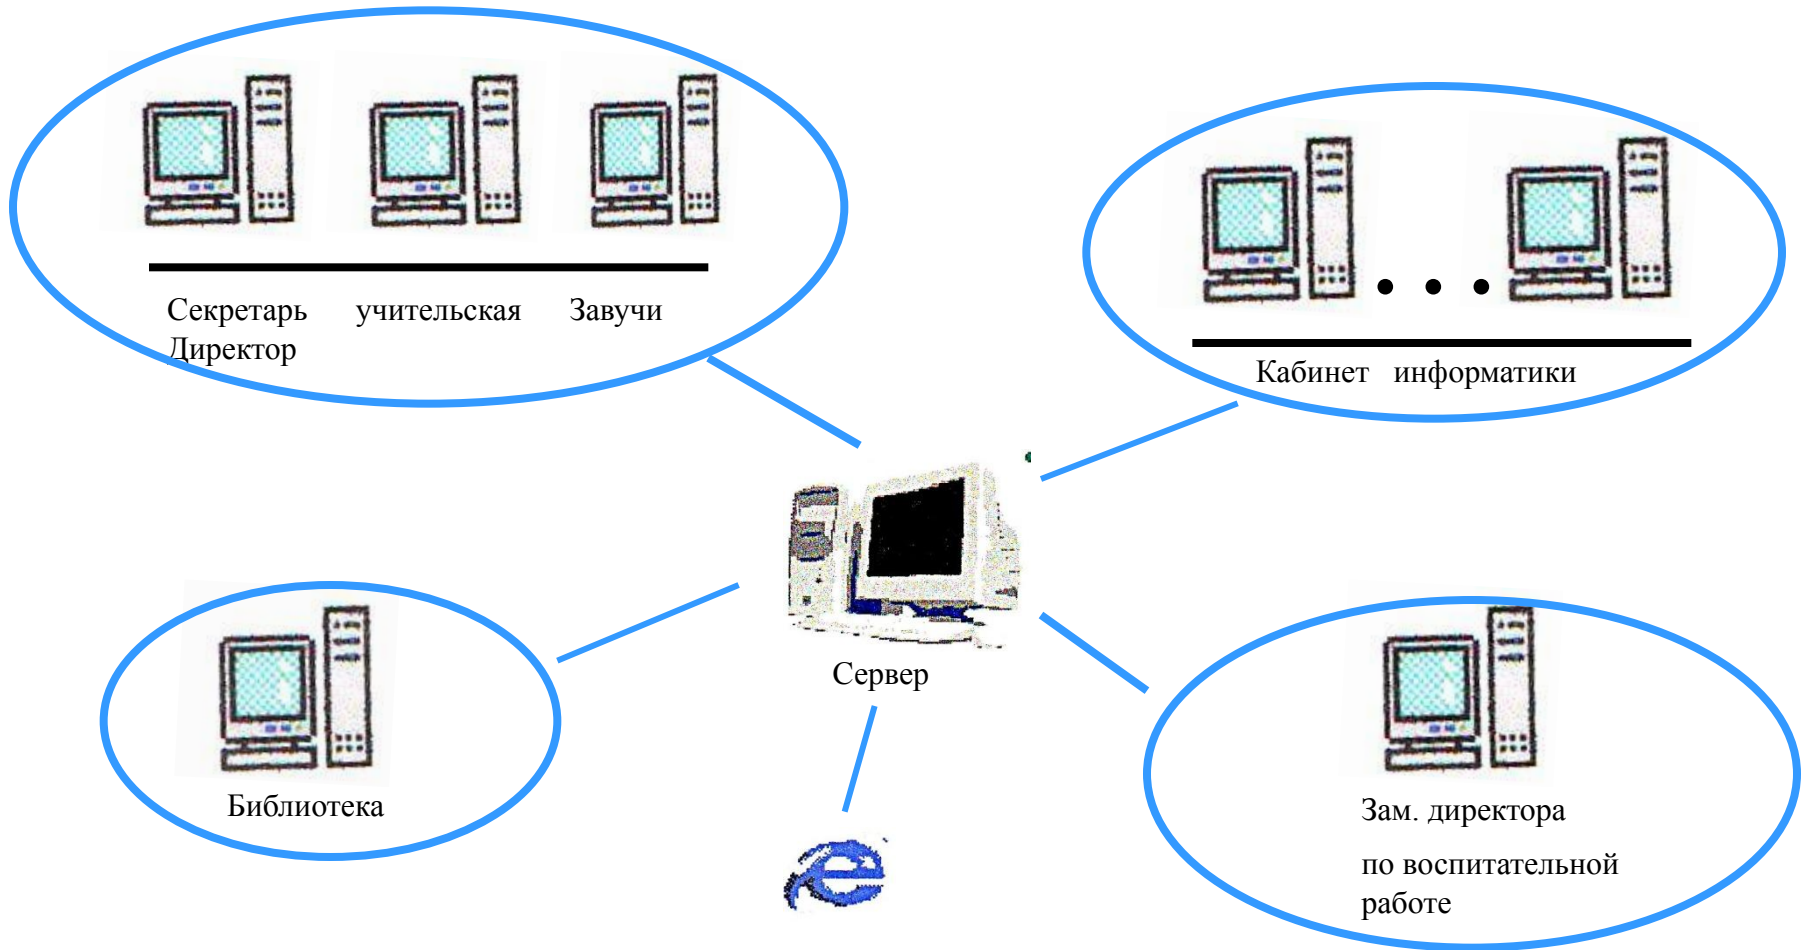 Секретарь учительская Завучи
Директор
Кабинет информатики
Сервер
Библиотека
Зам. директора
по воспитательной
работе